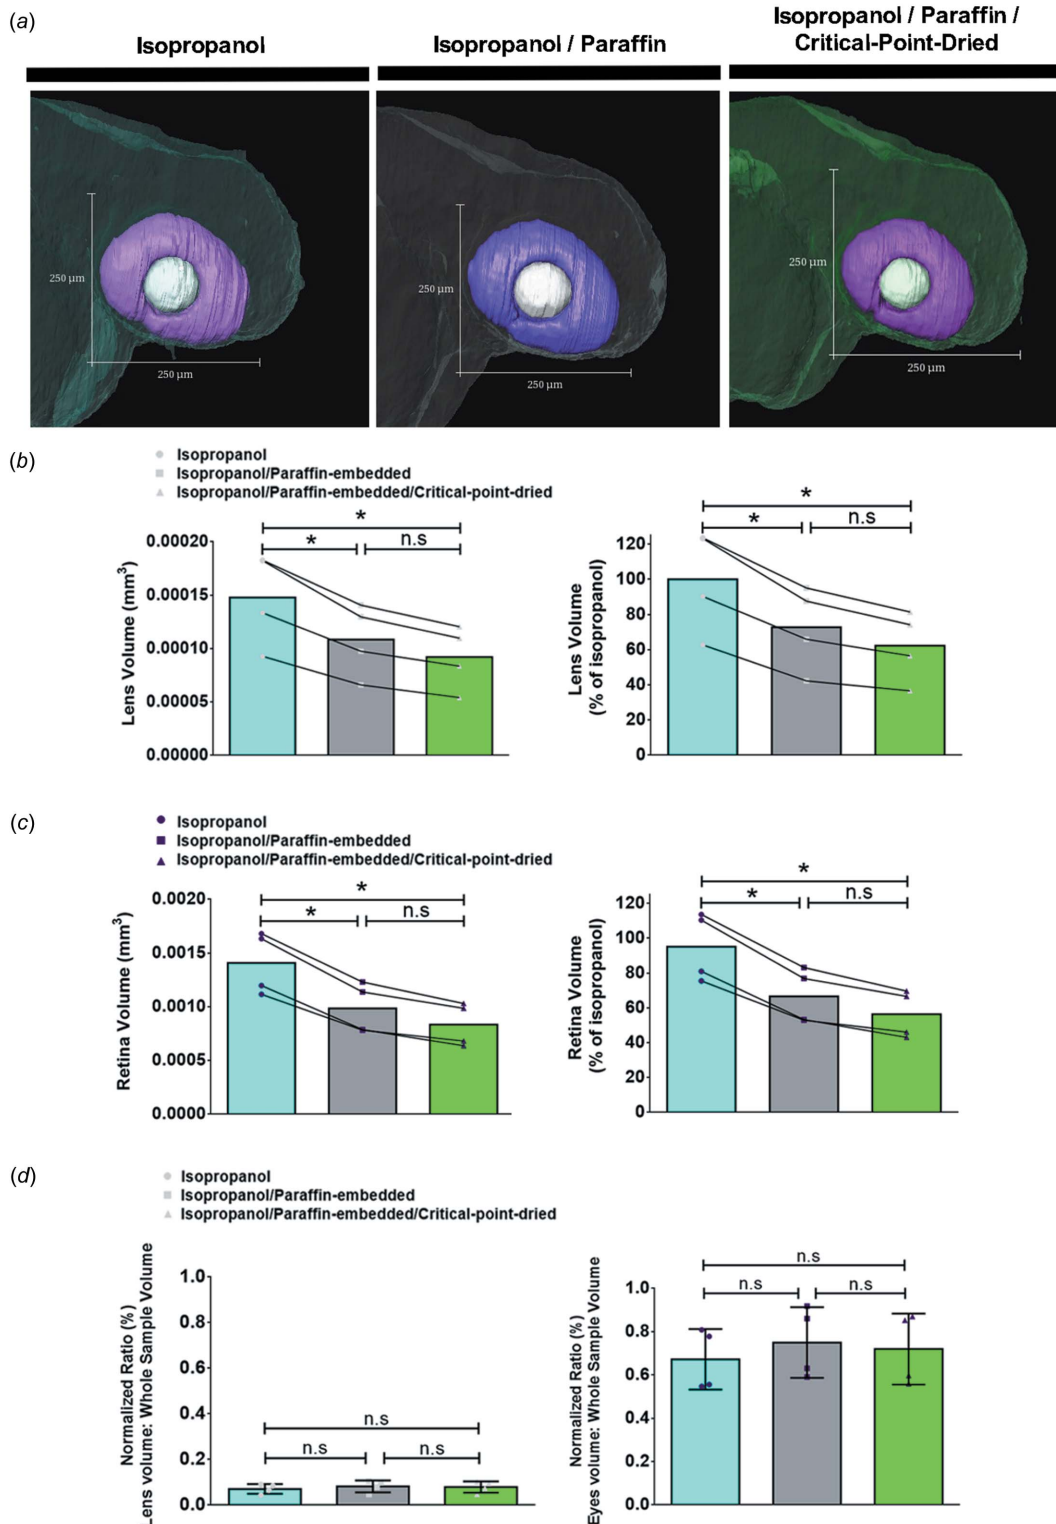 (a)
Isopropanol
Isopropanol / Paraffin
Isopropanol / Paraffin /
Critical-Point-Dried
250 µm
250 µm
250 µm
250 µm
250 µm
250 µm
(b)
Isopropanol
Isopropanol/Paraffin-embedded
Isopropanol/Paraffin-embedded/Critical-point-dried
*
*
n.s
Lens Volume (mm³)
0.00020
0.00015
0.00010
0.00005
0.00000
*
*
n.s
Lens Volume
(% of isopropanol)
120
100
80
60
40
20
0
(c)
Isopropanol
Isopropanol/Paraffin-embedded
Isopropanol/Paraffin-embedded/Critical-point-dried
*
*
n.s
Retina Volume (mm³)
0.0020
0.0015
0.0010
0.0005
0.0000
*
*
n.s
Retina Volume
(% of isopropanol)
120
100
80
60
40
20
0
(d)
Isopropanol
Isopropanol/Paraffin-embedded
Isopropanol/Paraffin-embedded/Critical-point-dried
Normalized Ratio (%)
Lens volume: Whole Sample Volume
1.0
0.8
0.6
0.4
0.2
0.0
n.s
n.s
n.s
Normalized Ratio (%)
Eyes volume: Whole Sample Volume
1.0
0.8
0.6
0.4
0.2
0.0
n.s
n.s
n.s